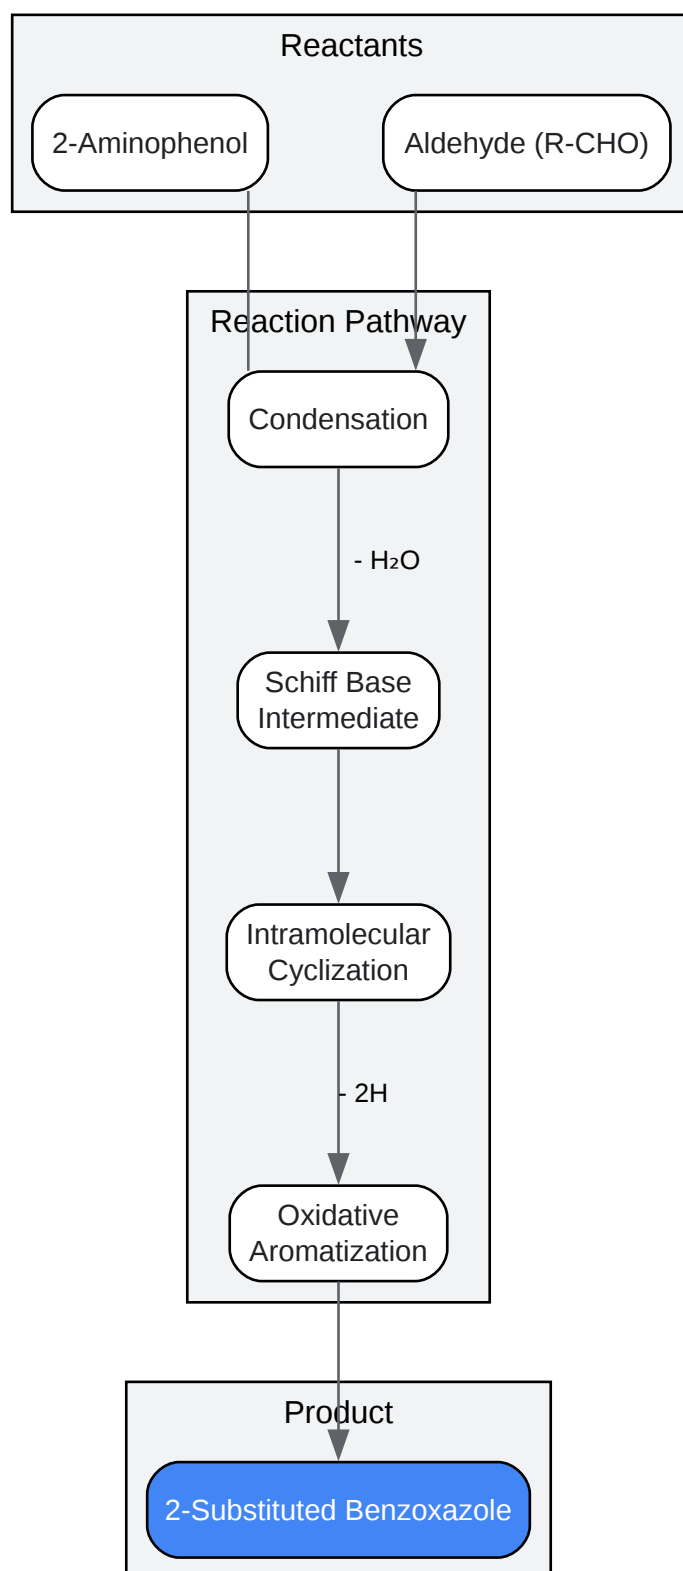 Reactants
2-Aminophenol
Aldehyde (R-CHO)
Reaction Pathway
Condensation
- H₂O
Schiff Base
Intermediate
Intramolecular
Cyclization
- 2H
Oxidative
Aromatization
Product
2-Substituted Benzoxazole